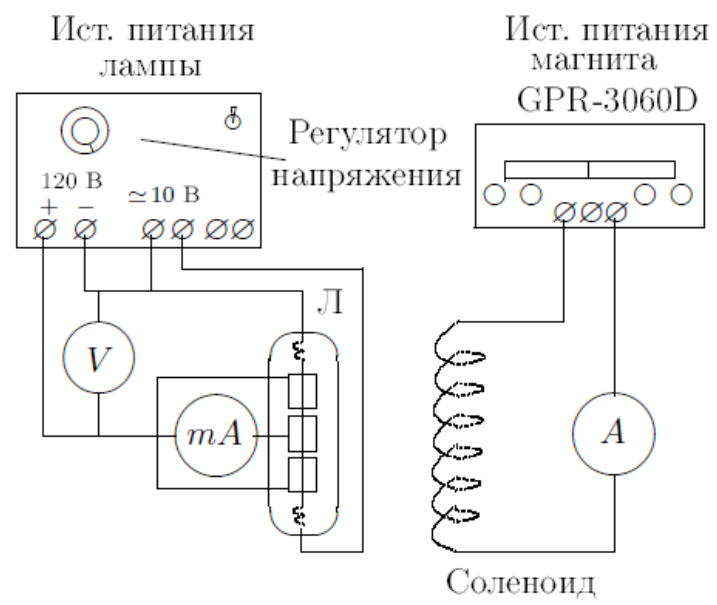 Ист. питания
лампы
Ист. питания
магнита
GPR-3060D
Регулятор
напряжения
120 В
+ −
≃10 В
Л
V
mA
A
Соленоид